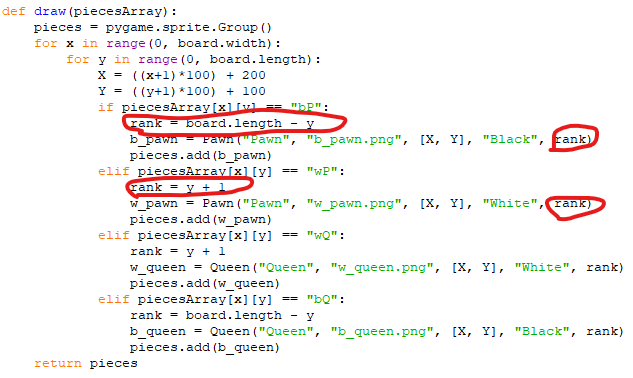 def draw(piecesArray):
    pieces = pygame.sprite.Group()
    for x in range(0, board.width):
        for y in range(0, board.length):
            X = ((x+1)*100) + 200
            Y = ((y+1)*100) + 100
            if piecesArray[x][y] == "bP":
                rank = board.length - y
                b_pawn = Pawn("Pawn", "b_pawn.png", [X, Y], "Black", rank)
                pieces.add(b_pawn)
            elif piecesArray[x][y] == "wP":
                rank = y + 1
                w_pawn = Pawn("Pawn", "w_pawn.png", [X, Y], "White", rank)
                pieces.add(w_pawn)
            elif piecesArray[x][y] == "wQ":
                rank = y + 1
                w_queen = Queen("Queen", "w_queen.png", [X, Y], "White", rank)
                pieces.add(w_queen)
            elif piecesArray[x][y] == "bQ":
                rank = board.length - y
                b_queen = Queen("Queen", "b_queen.png", [X, Y], "Black", rank)
                pieces.add(b_queen)
    return pieces